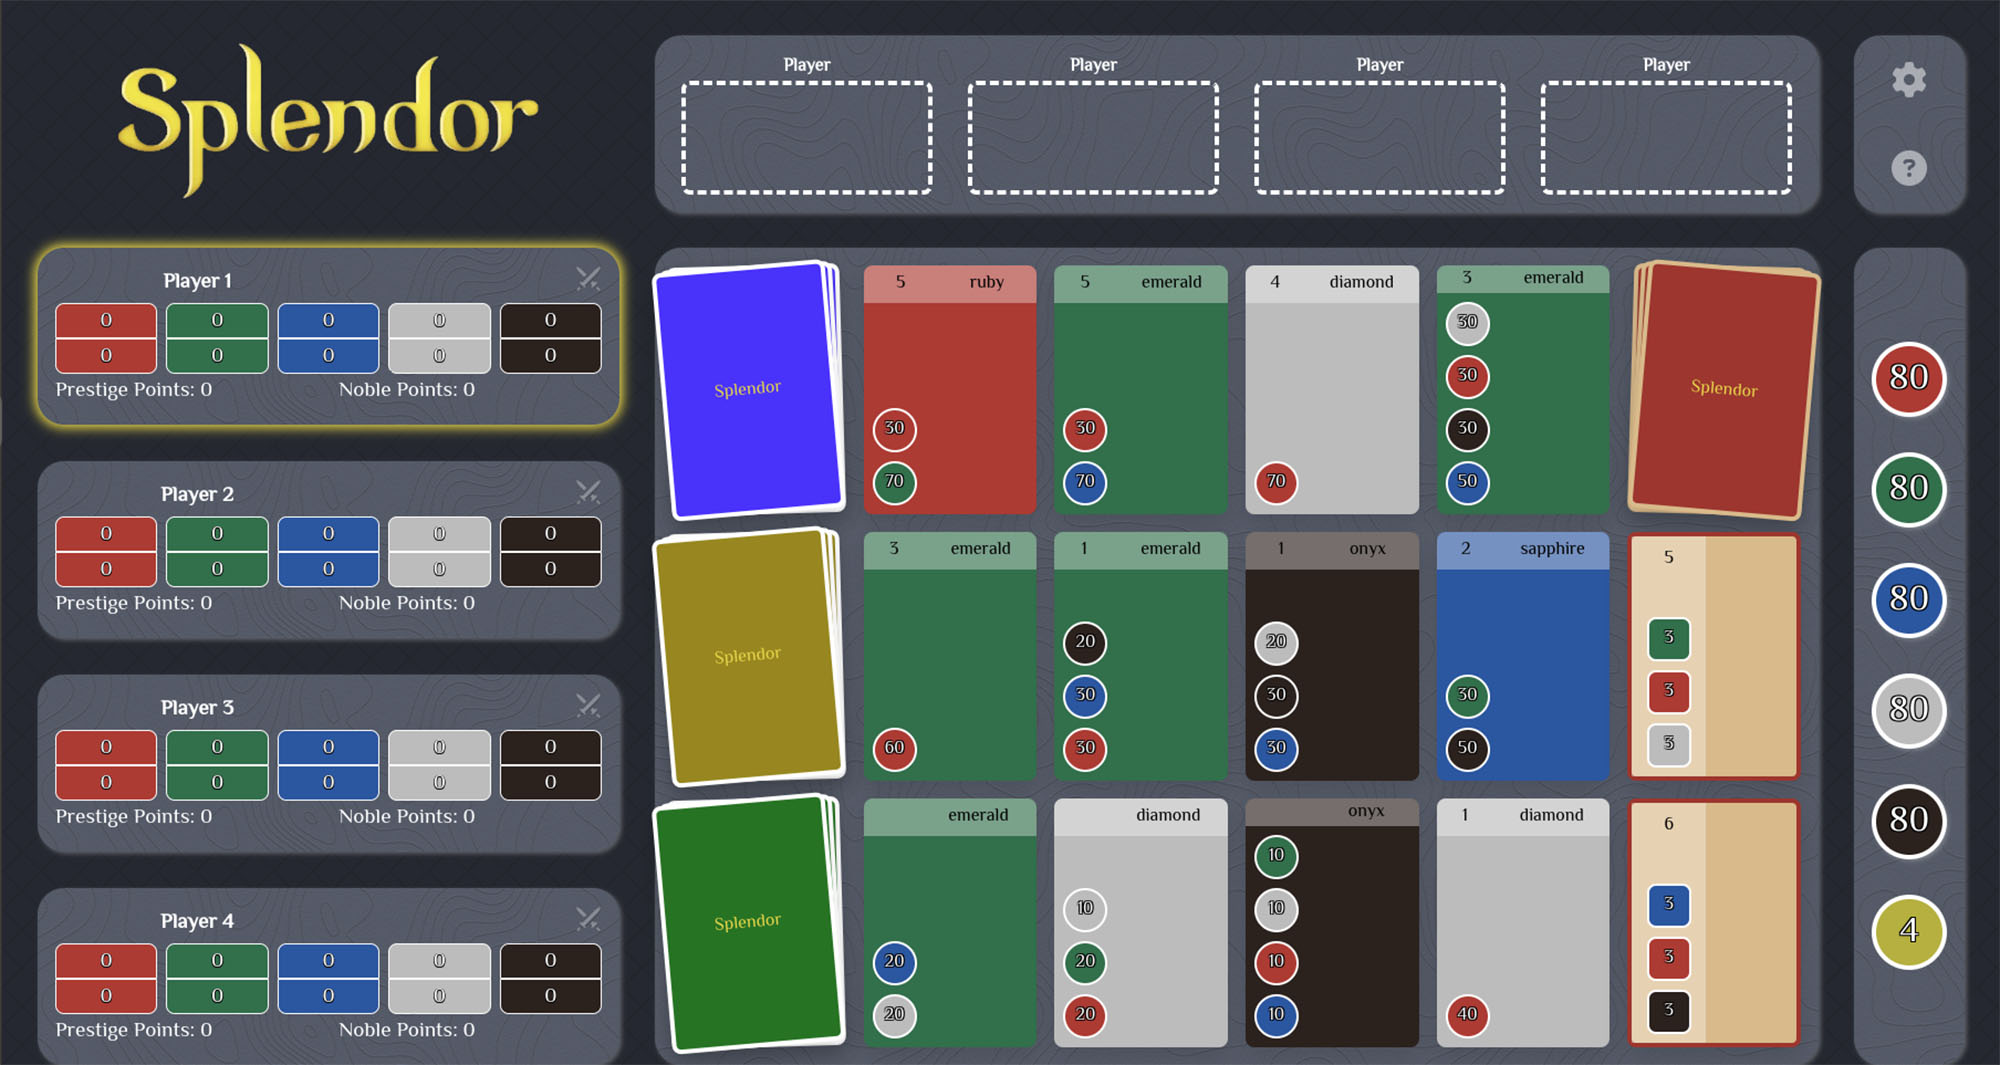 Splendor
Player Player Player Player
?
Player 1
0 0 0 0 0
0 0 0 0 0
Prestige Points: 0 Noble Points: 0
Player 2
0 0 0 0 0
0 0 0 0 0
Prestige Points: 0 Noble Points: 0
Player 3
0 0 0 0 0
0 0 0 0 0
Prestige Points: 0 Noble Points: 0
Player 4
0 0 0 0 0
0 0 0 0 0
Prestige Points: 0 Noble Points: 0
Splendor
5 ruby
30
70
5 emerald
30
70
4 diamond
70
3 emerald
30
30
30
50
Splendor
Splendor
3 emerald
60
1 emerald
20
30
30
1 onyx
20
30
30
2 sapphire
30
50
5
3
3
3
Splendor
emerald
20
20
diamond
10
20
20
onyx
10
10
10
10
1 diamond
40
6
3
3
3
80
80
80
80
80
4